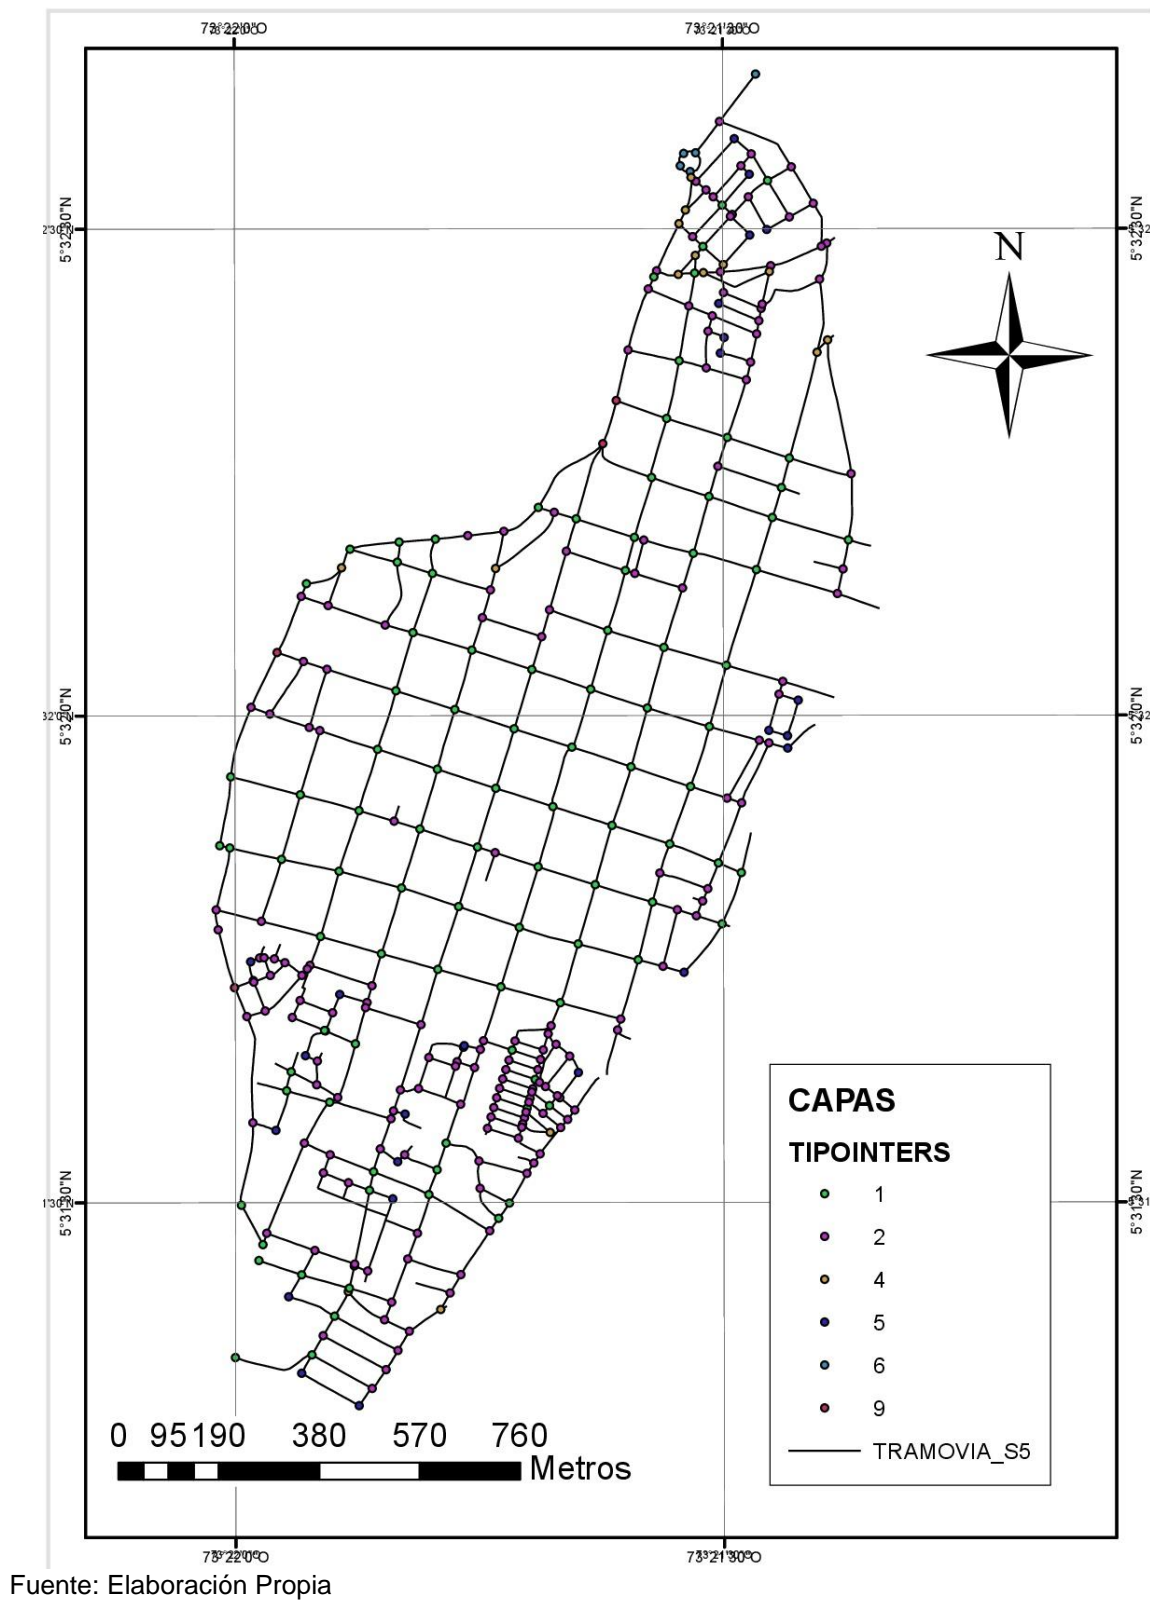 73°22'0"O 73°21'30"O
5°32'30"N 5°32'30"N
N
5°32'0"N 5°32'0"N
CAPAS
TIPOINTERS
1
2
4
5
6
9
TRAMOVIA_S5
5°31'30"N 5°31'30"N
0 95 190 380 570 760
Metros
73°22'0"O 73°21'30"O
Fuente: Elaboración Propia